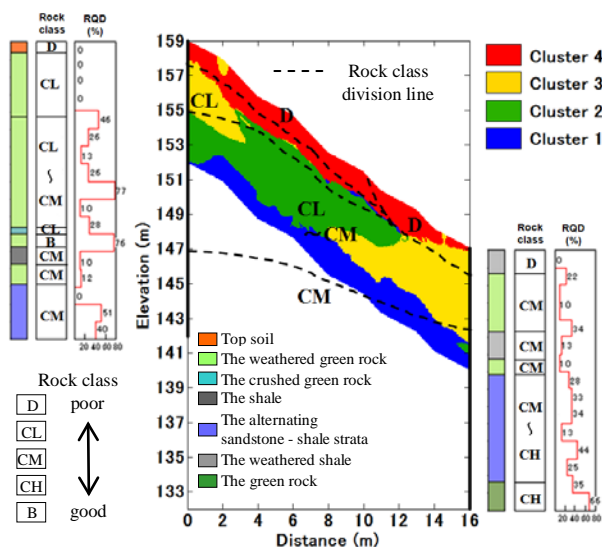 Rock
class
RQD
(%)
D
CL
CL
~
CM
CL
B
CM
CM
CM
0
0
0
0
46
26
13
26
77
10
28
76
10
12
0
51
40
20 40 60 80
Rock class
D
poor
CL
CM
CH
B
good
Elevation (m)
159
157
155
153
151
149
147
145
143
141
139
137
135
133
132
0
2
4
6
8
10
12
14
16
Distance (m)
Rock class
division line
CL
D
CL
~
CM
CM
Top soil
The weathered green rock
The crushed green rock
The shale
The alternating
sandstone - shale strata
The weathered shale
The green rock
Cluster 4
Cluster 3
Cluster 2
Cluster 1
Rock
class
RQD
(%)
D
CM
CM
CM
CM
~
CH
CH
0
22
10
34
13
10
28
33
34
13
44
25
35
66
20 40 60 80